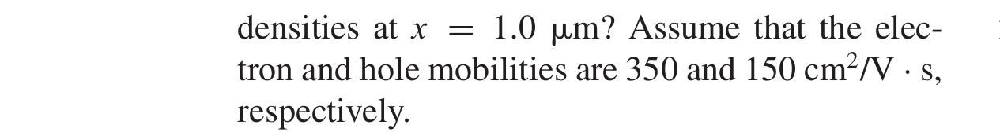 densities at x = 1.0 μm? Assume that the elec-
tron and hole mobilities are 350 and 150 cm²/V · s,
respectively.